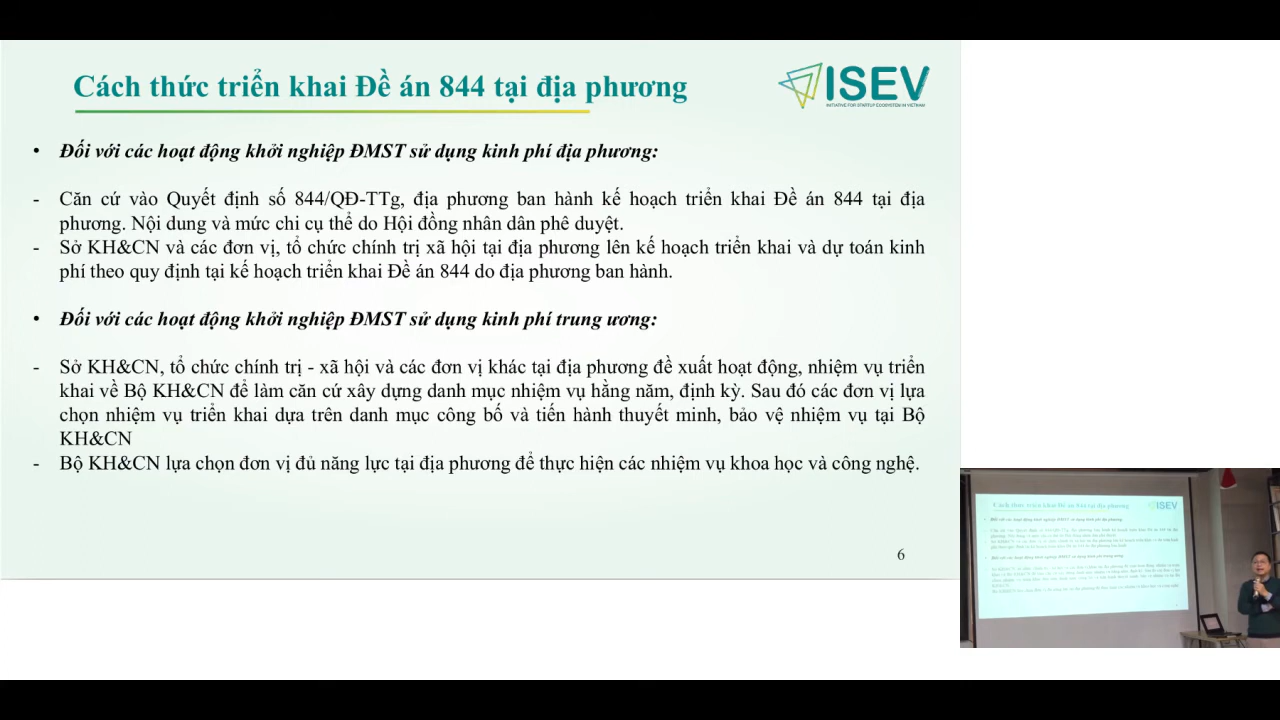 Cách thức triển khai Đề án 844 tại địa phương
ISEV
INITIATIVE FOR STARTUP ECOSYSTEM IN VIETNAM
• Đối với các hoạt động khởi nghiệp ĐMST sử dụng kinh phí địa phương:
- Căn cứ vào Quyết định số 844/QĐ-TTg, địa phương ban hành kế hoạch triển khai Đề án 844 tại địa
phương. Nội dung và mức chi cụ thể do Hội đồng nhân dân phê duyệt.
- Sở KH&CN và các đơn vị, tổ chức chính trị xã hội tại địa phương lên kế hoạch triển khai và dự toán kinh
phí theo quy định tại kế hoạch triển khai Đề án 844 do địa phương ban hành.
• Đối với các hoạt động khởi nghiệp ĐMST sử dụng kinh phí trung ương:
- Sở KH&CN, tổ chức chính trị - xã hội và các đơn vị khác tại địa phương đề xuất hoạt động, nhiệm vụ triển
khai về Bộ KH&CN để làm căn cứ xây dựng danh mục nhiệm vụ hằng năm, định kỳ. Sau đó các đơn vị lựa
chọn nhiệm vụ triển khai dựa trên danh mục công bố và tiến hành thuyết minh, bảo vệ nhiệm vụ tại Bộ
KH&CN
- Bộ KH&CN lựa chọn đơn vị đủ năng lực tại địa phương để thực hiện các nhiệm vụ khoa học và công nghệ.
6
Cách thức triển khai Đề án 844 tại địa phương
ISEV